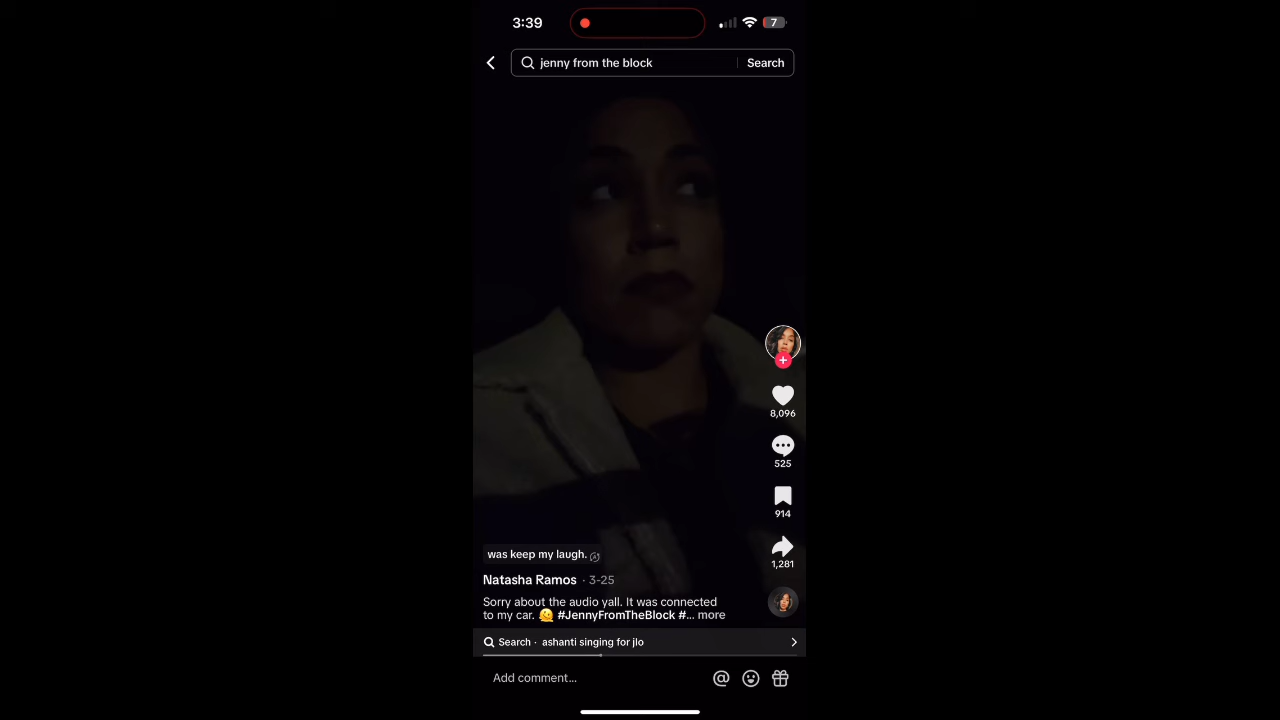 3:39
7
jenny from the block
Search
8,096
525
914
1,281
was keep my laugh.
Natasha Ramos · 3-25
Sorry about the audio yall. It was connected
to my car. 🫠 #JennyFromTheBlock #... more
Search · ashanti singing for jlo
Add comment...